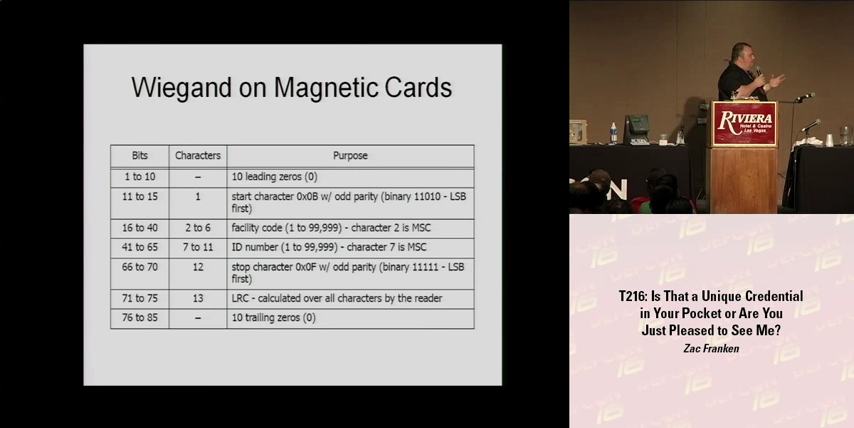 Wiegand on Magnetic Cards
Bits Characters Purpose
1 to 10 – 10 leading zeros (0)
11 to 15 1 start character 0x0B w/ odd parity (binary 11010 - LSB
first)
16 to 40 2 to 6 facility code (1 to 99,999) - character 2 is MSC
41 to 65 7 to 11 ID number (1 to 99,999) - character 7 is MSC
66 to 70 12 stop character 0x0F w/ odd parity (binary 11111 - LSB
first)
71 to 75 13 LRC - calculated over all characters by the reader
76 to 85 – 10 trailing zeros (0)
RIVIERA
Hotel & Casino
Las Vegas
T216: Is That a Unique Credential
in Your Pocket or Are You
Just Pleased to See Me?
Zac Franken